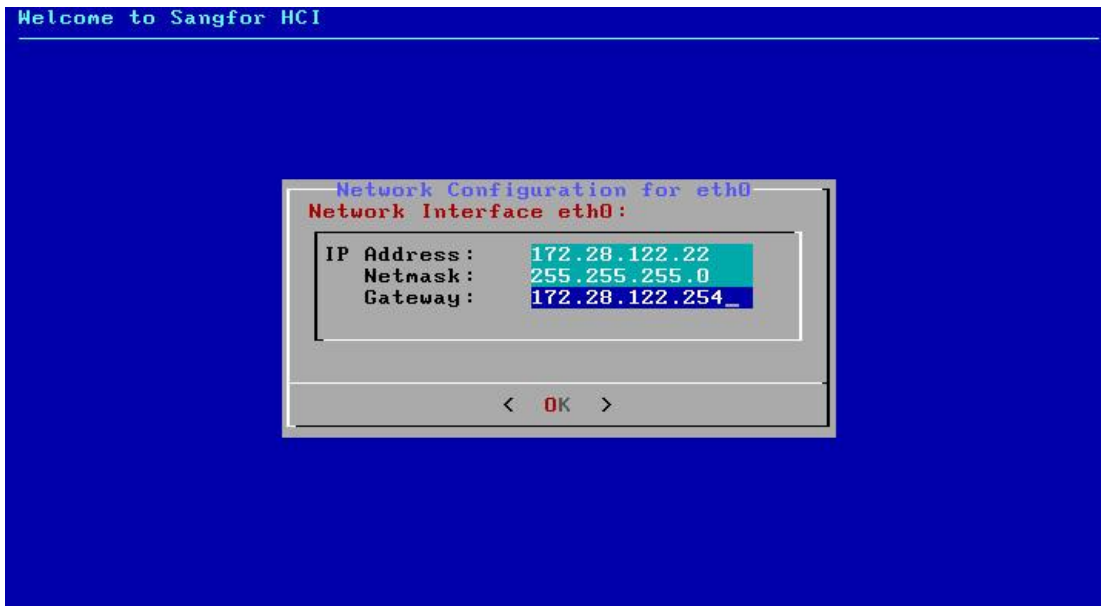 Welcome to Sangfor HCI
Network Configuration for eth0
Network Interface eth0:
IP Address: 172.28.122.22
Netmask: 255.255.255.0
Gateway: 172.28.122.254_
< OK >